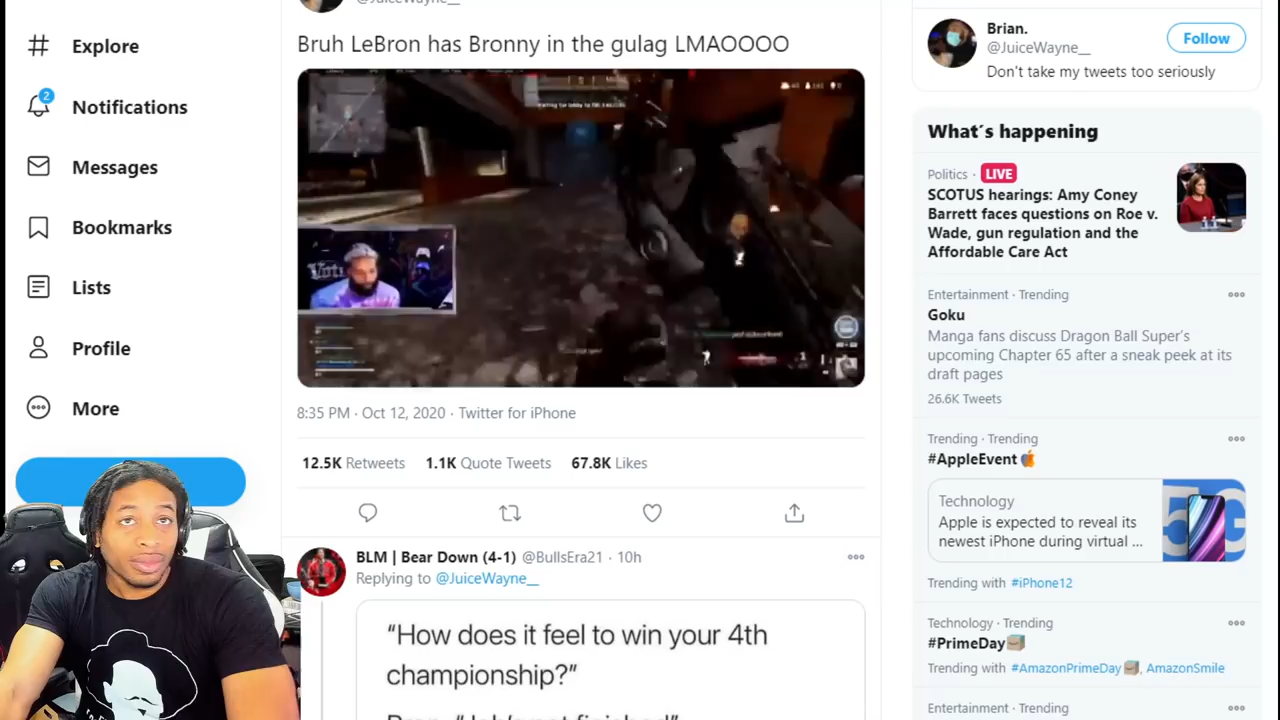 @JuiceWayne__
Explore
2
Notifications
Messages
Bookmarks
Lists
Profile
More
Bruh LeBron has Bronny in the gulag LMAOOOO
8:35 PM · Oct 12, 2020 · Twitter for iPhone
12.5K Retweets 1.1K Quote Tweets 67.8K Likes
BLM | Bear Down (4-1) @BullsEra21 · 10h
Replying to @JuiceWayne__
“How does it feel to win your 4th
championship?”
Brian.
@JuiceWayne__
Follow
Don't take my tweets too seriously
What´s happening
Politics · LIVE
SCOTUS hearings: Amy Coney
Barrett faces questions on Roe v.
Wade, gun regulation and the
Affordable Care Act
Entertainment · Trending
Goku
Manga fans discuss Dragon Ball Super's
upcoming Chapter 65 after a sneak peek at its
draft pages
26.6K Tweets
Trending · Trending
#AppleEvent
Technology
Apple is expected to reveal its
newest iPhone during virtual ...
5G
Trending with #iPhone12
Technology · Trending
#PrimeDay
Trending with #AmazonPrimeDay, AmazonSmile
Entertainment · Trending